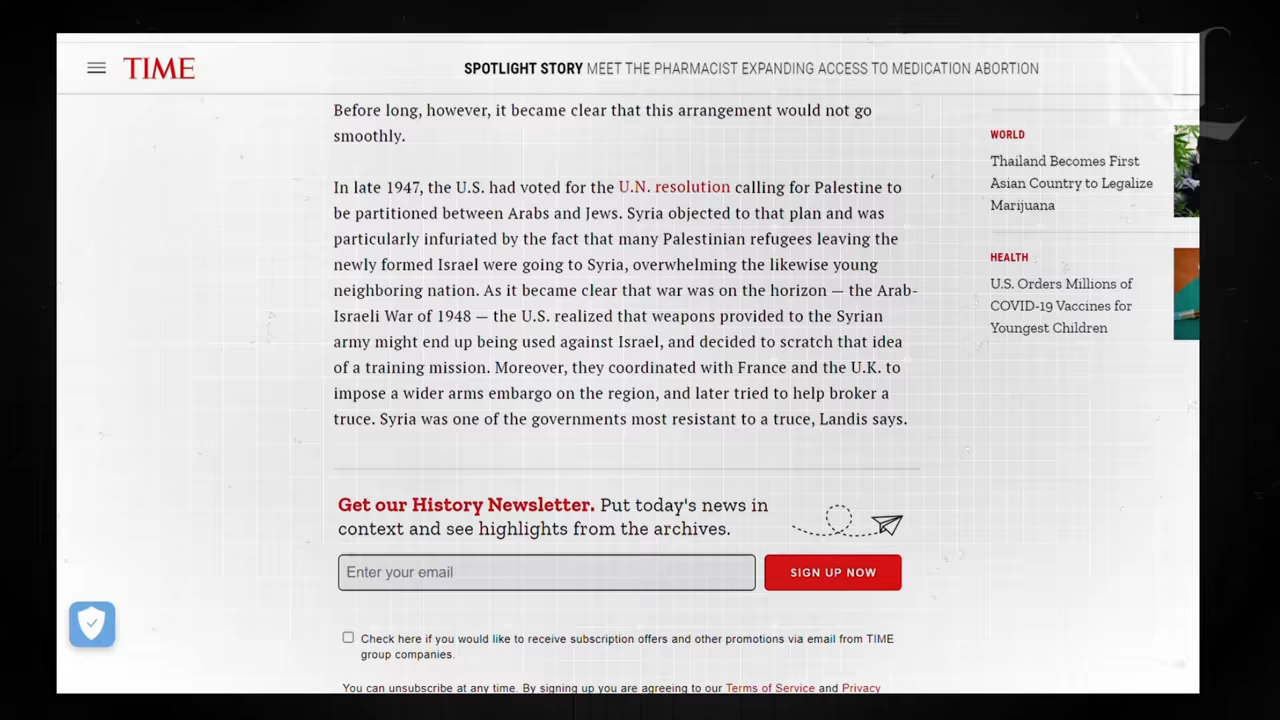 TIME
SPOTLIGHT STORY MEET THE PHARMACIST EXPANDING ACCESS TO MEDICATION ABORTION
NL
Before long, however, it became clear that this arrangement would not go
smoothly.
In late 1947, the U.S. had voted for the U.N. resolution calling for Palestine to
be partitioned between Arabs and Jews. Syria objected to that plan and was
particularly infuriated by the fact that many Palestinian refugees leaving the
newly formed Israel were going to Syria, overwhelming the likewise young
neighboring nation. As it became clear that war was on the horizon — the Arab-
Israeli War of 1948 — the U.S. realized that weapons provided to the Syrian
army might end up being used against Israel, and decided to scratch that idea
of a training mission. Moreover, they coordinated with France and the U.K. to
impose a wider arms embargo on the region, and later tried to help broker a
truce. Syria was one of the governments most resistant to a truce, Landis says.
Get our History Newsletter. Put today's news in
context and see highlights from the archives.
Enter your email
SIGN UP NOW
Check here if you would like to receive subscription offers and other promotions via email from TIME
group companies.
You can unsubscribe at any time. By signing up you are agreeing to our Terms of Service and Privacy
WORLD
Thailand Becomes First
Asian Country to Legalize
Marijuana
HEALTH
U.S. Orders Millions of
COVID-19 Vaccines for
Youngest Children